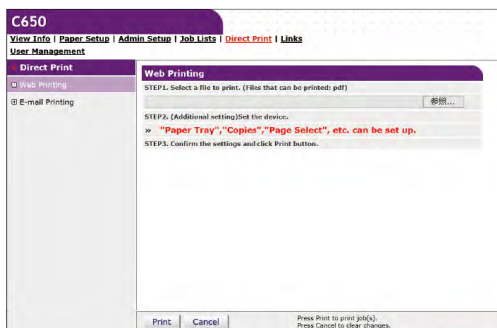 C650
View Info | Paper Setup | Admin Setup | Job Lists | Direct Print | Links
User Management
Direct Print
Web Printing
E-mail Printing
Web Printing
STEP1. Select a file to print. (Files that can be printed: pdf)
参照...
STEP2. (Additional setting)Set the device.
» "Paper Tray","Copies","Page Select", etc. can be set up.
STEP3. Confirm the settings and click Print button.
Print Cancel
Press Print to print job(s).
Press Cancel to clear changes.